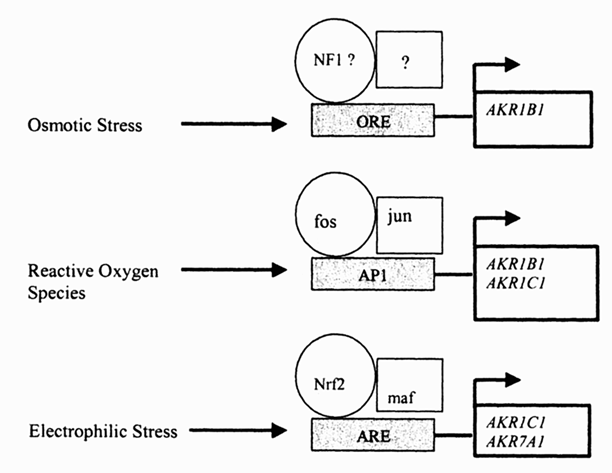 NF1 ?
?
AKR1B1
Osmotic Stress
ORE
fos
jun
Reactive Oxygen
Species
AP1
AKR1B1
AKR1C1
Nrf2
maf
Electrophilic Stress
ARE
AKR1C1
AKR7A1